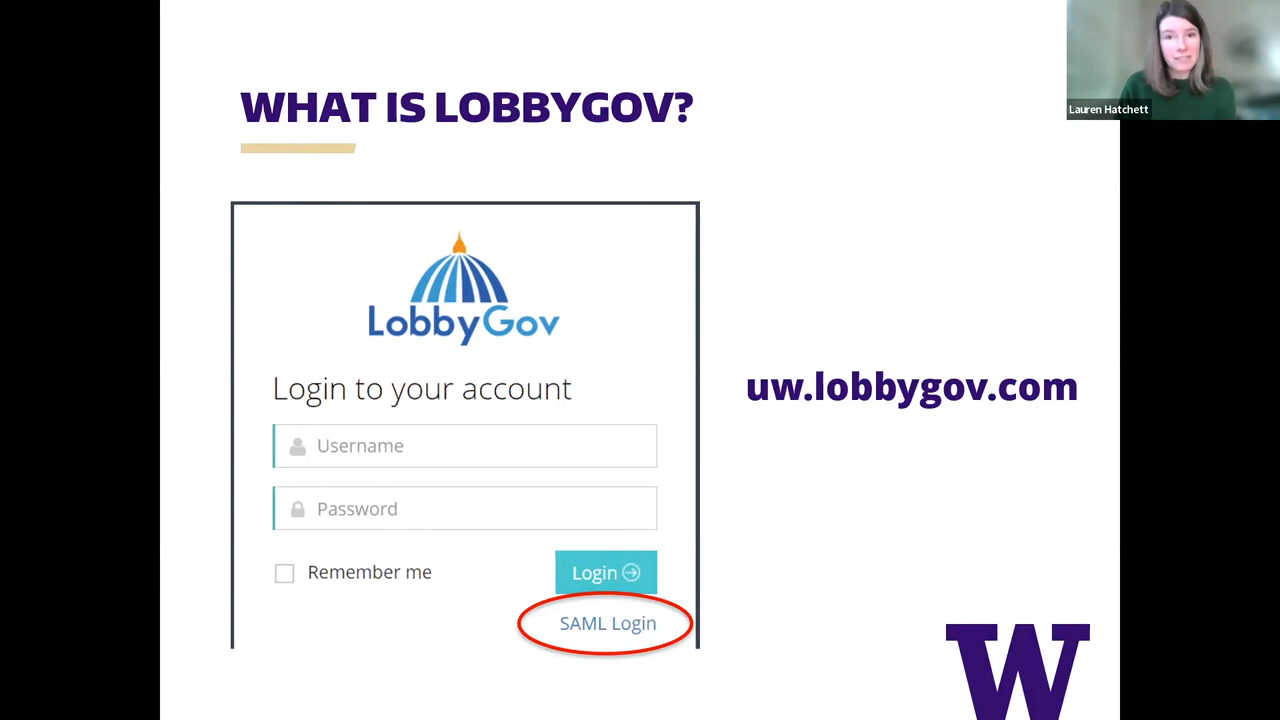 WHAT IS LOBBYGOV?
Lauren Hatchett
LobbyGov
Login to your account
Username
Password
Remember me
Login
SAML Login
uw.lobbygov.com
W